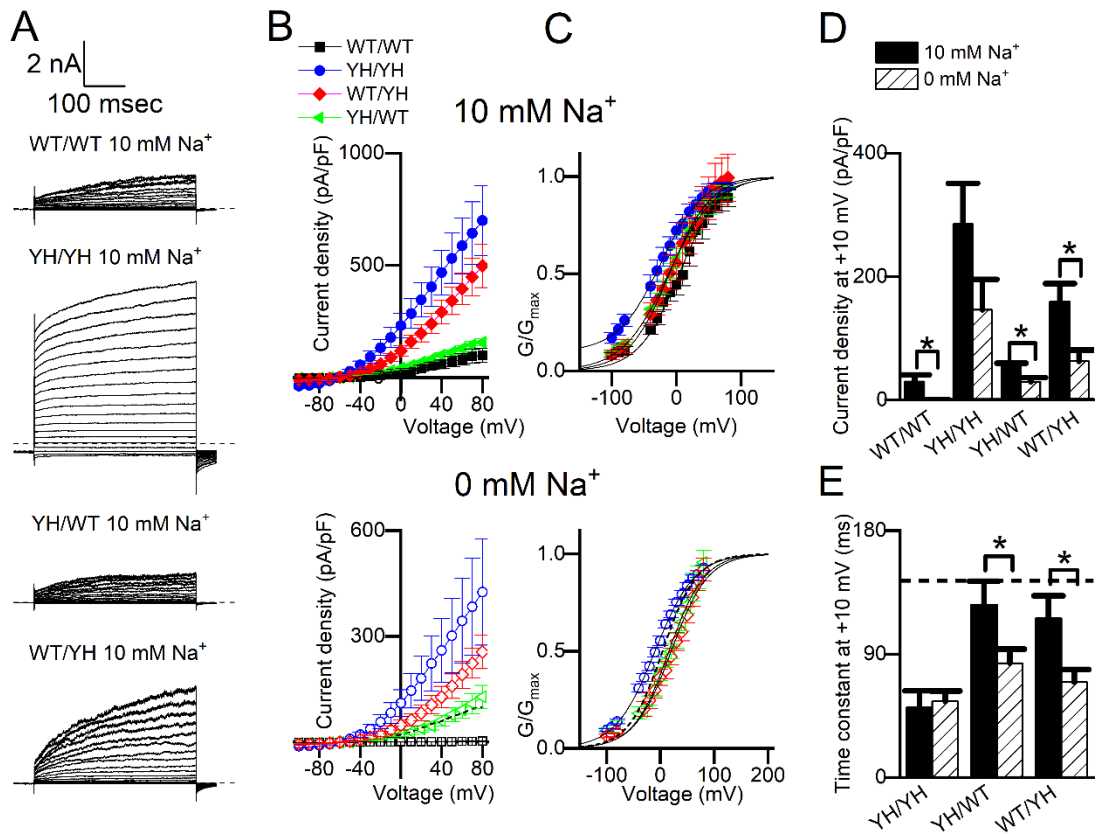 A
2 nA
100 msec
WT/WT 10 mM Na+
YH/YH 10 mM Na+
YH/WT 10 mM Na+
WT/YH 10 mM Na+
B
WT/WT
YH/YH
WT/YH
YH/WT
C
10 mM Na+
Current density (pA/pF)
1000
500
-80
-40
0
40
80
Voltage (mV)
G/Gmax
1.0
0.5
0.0
-100
0
100
Voltage (mV)
0 mM Na+
Current density (pA/pF)
600
300
-80
-40
0
40
80
Voltage (mV)
G/Gmax
1.0
0.5
0.0
-100
0
100
200
Voltage (mV)
D
10 mM Na+
0 mM Na+
Current density at +10 mV (pA/pF)
400
200
0
*
*
*
WT/WT
YH/YH
YH/WT
WT/YH
E
Time constant at +10 mV (ms)
180
90
0
*
*
YH/YH
YH/WT
WT/YH